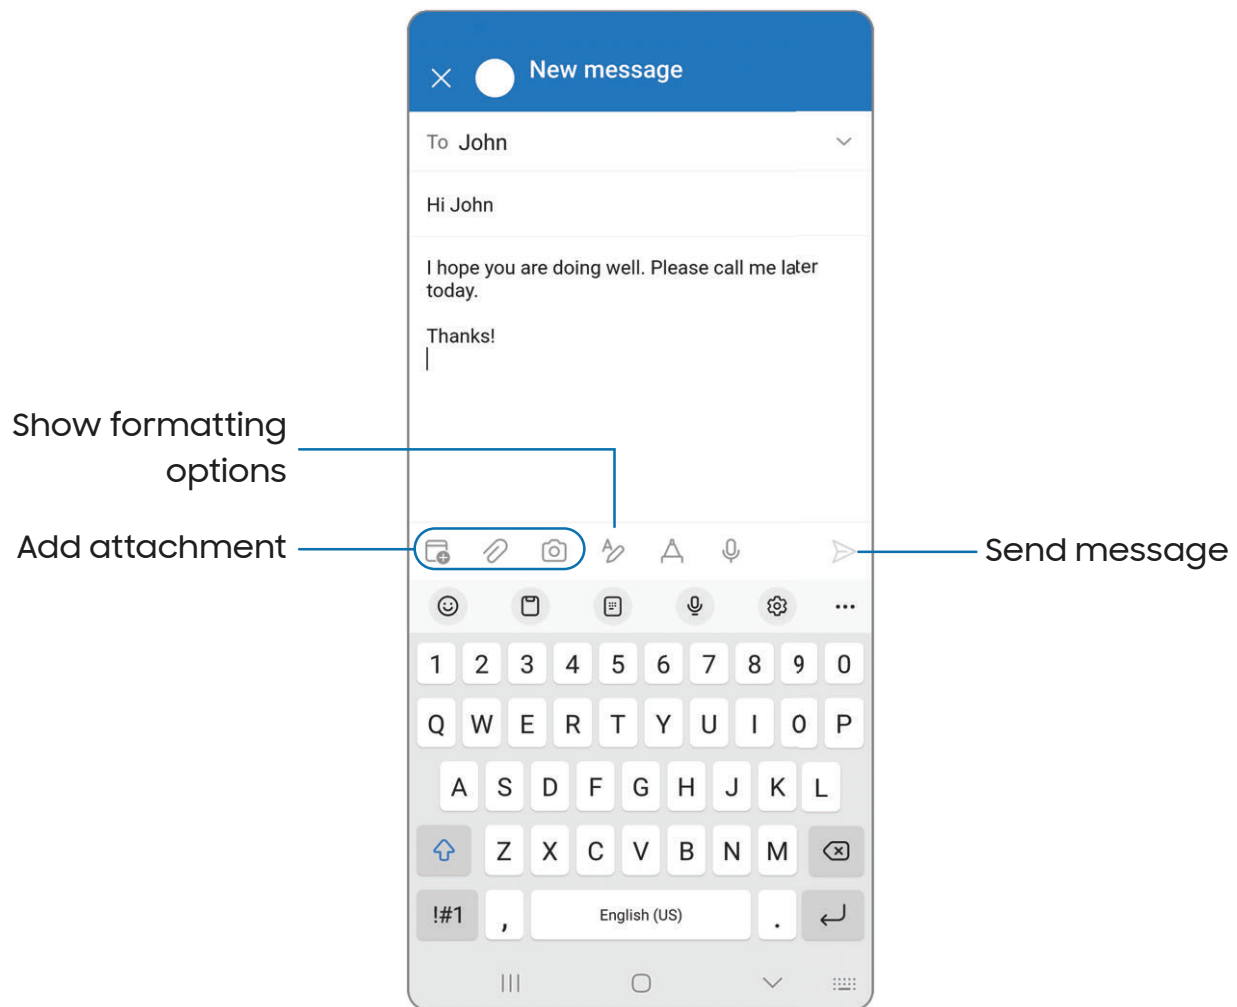 New message
To John
Hi John
I hope you are doing well. Please call me later
today.
Thanks!
Show formatting
options
Add attachment
Send message
1 2 3 4 5 6 7 8 9 0
Q W E R T Y U I O P
A S D F G H J K L
Z X C V B N M
!#1 , English (US) .